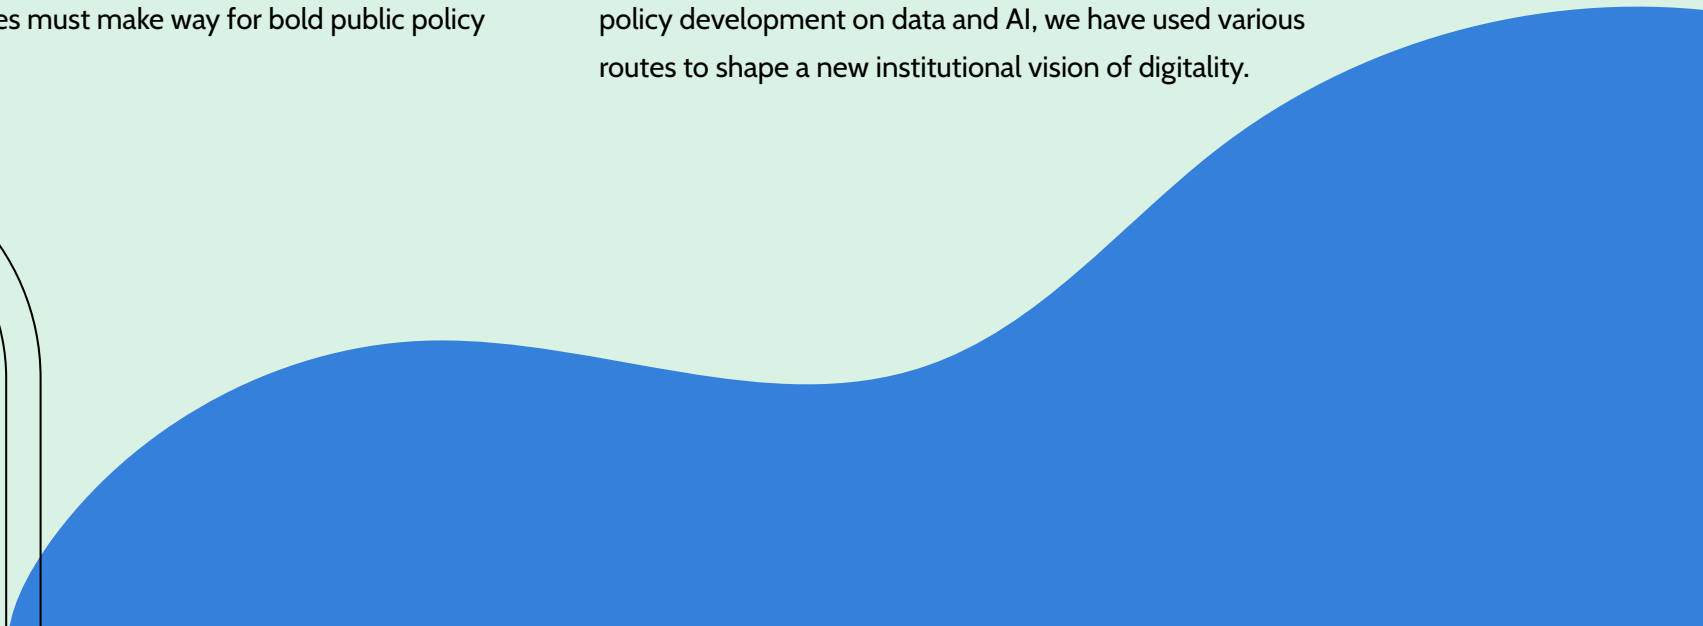 es must make way for bold public policy
policy development on data and AI, we have used various
routes to shape a new institutional vision of digitality.